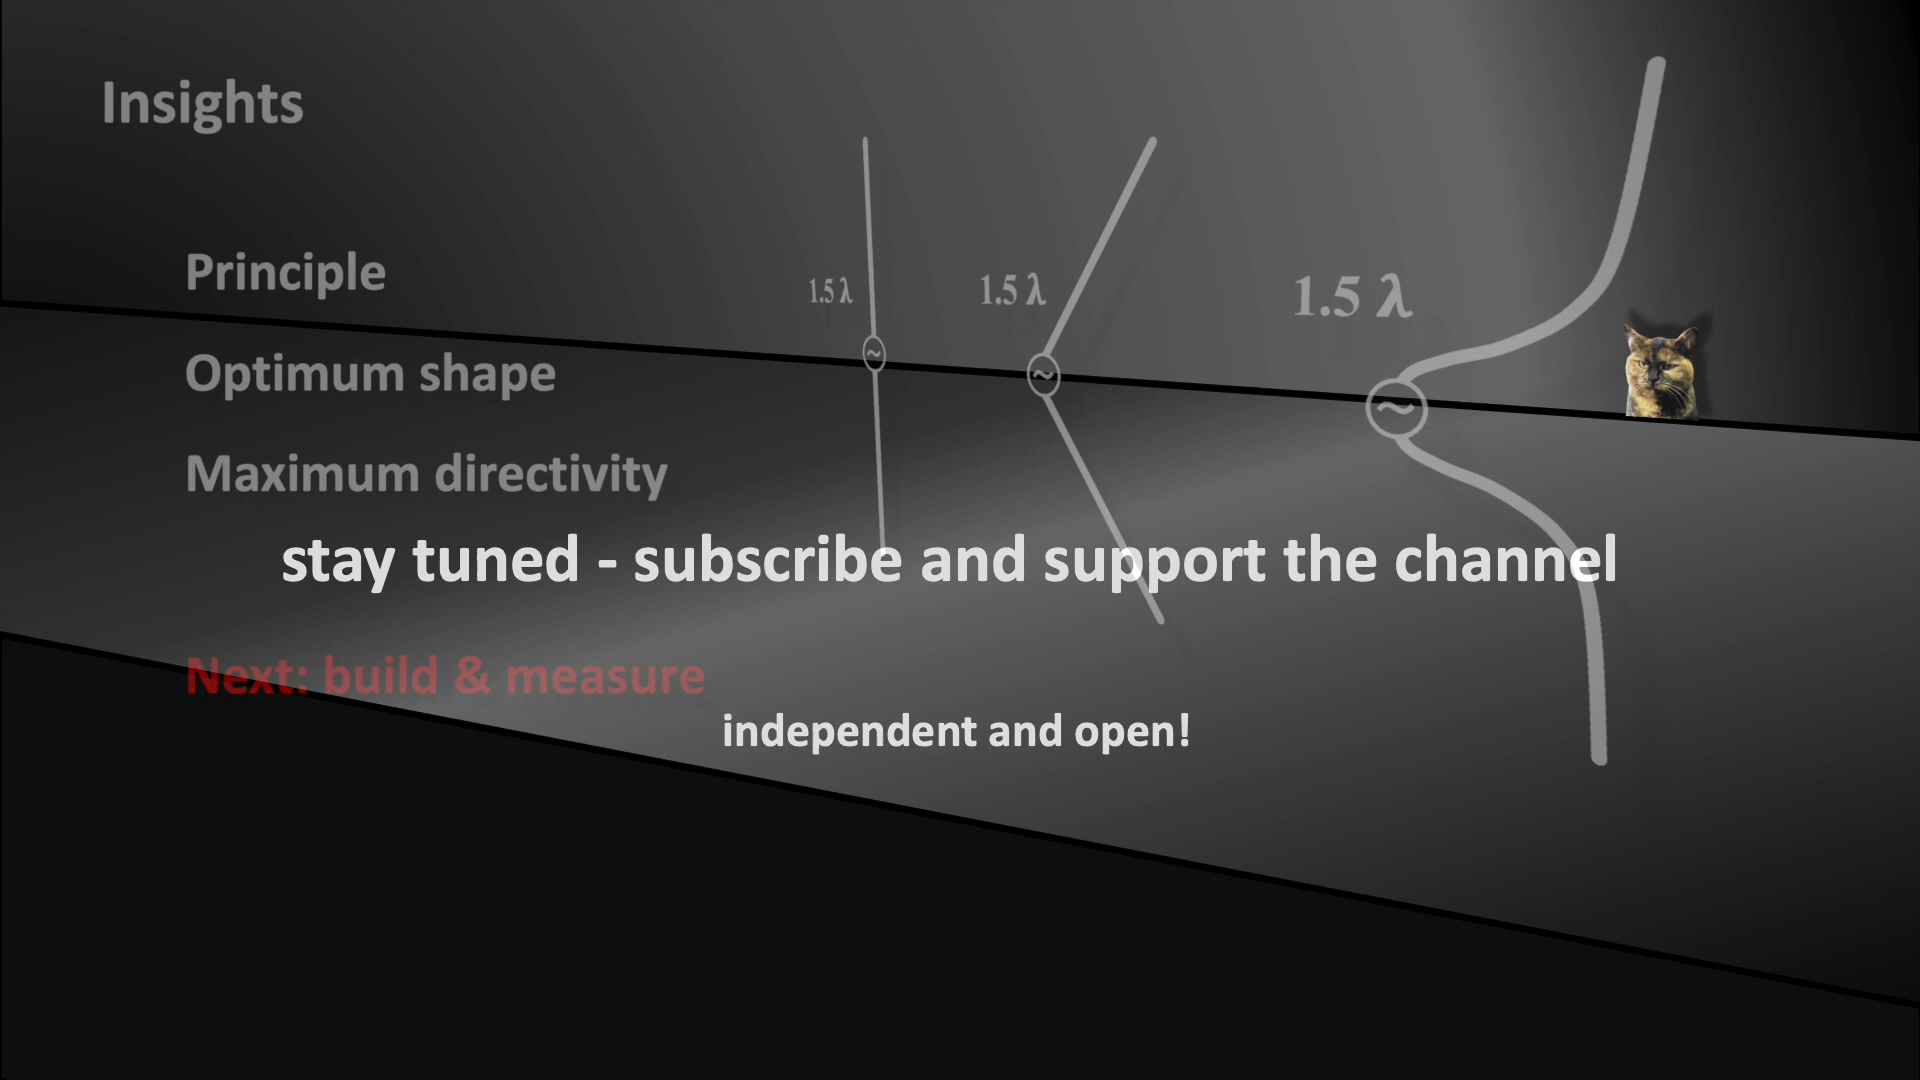 Insights
Principle
1.5 λ
1.5 λ
1.5 λ
~
~
~
Optimum shape
Maximum directivity
stay tuned - subscribe and support the channel
Next: build & measure
independent and open!